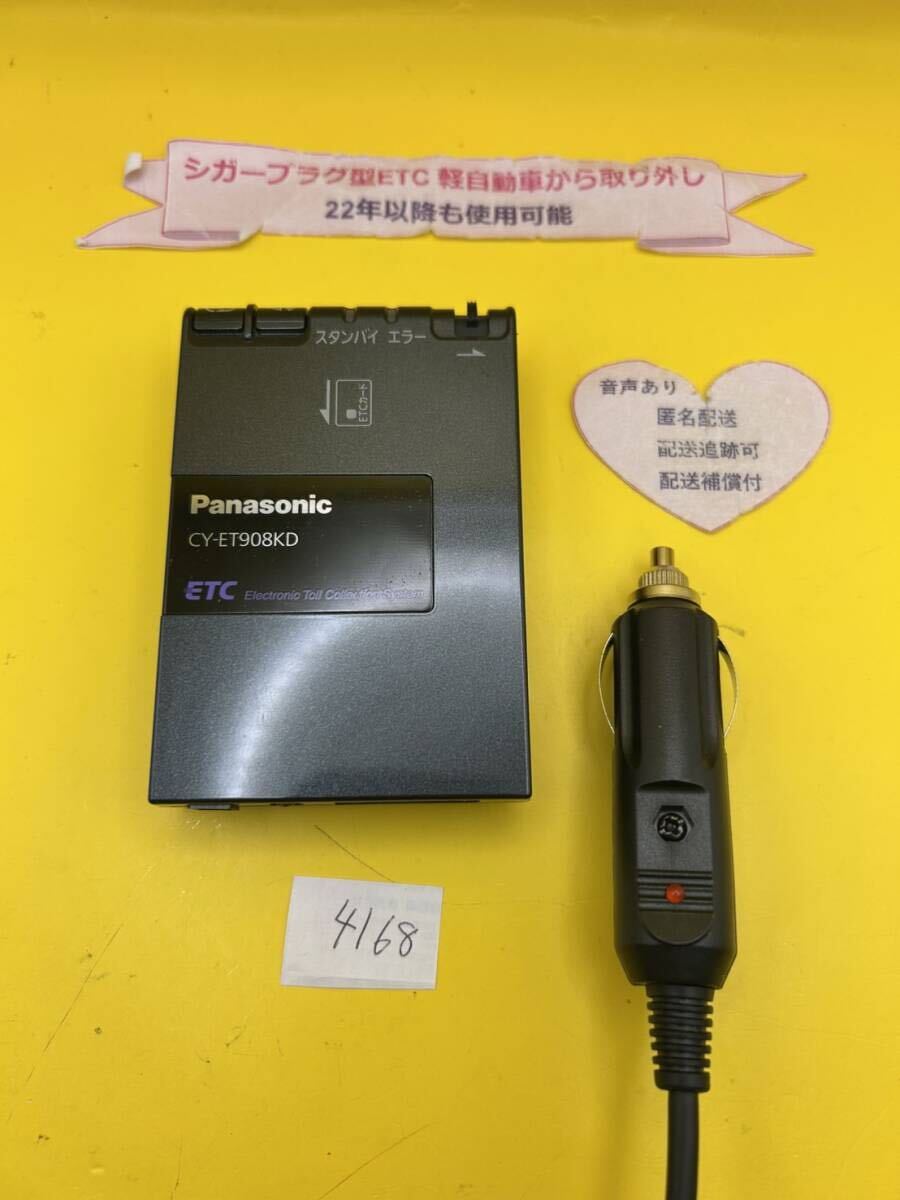 シガープラグ型ETC 軽自動車から取り外し
22年以降も使用可能
スタンバイ エラー
ETCカード
音声あり
匿名配送
配送追跡可
配送補償付
Panasonic
CY-ET908KD
ETC Electronic Toll Collection System
4168